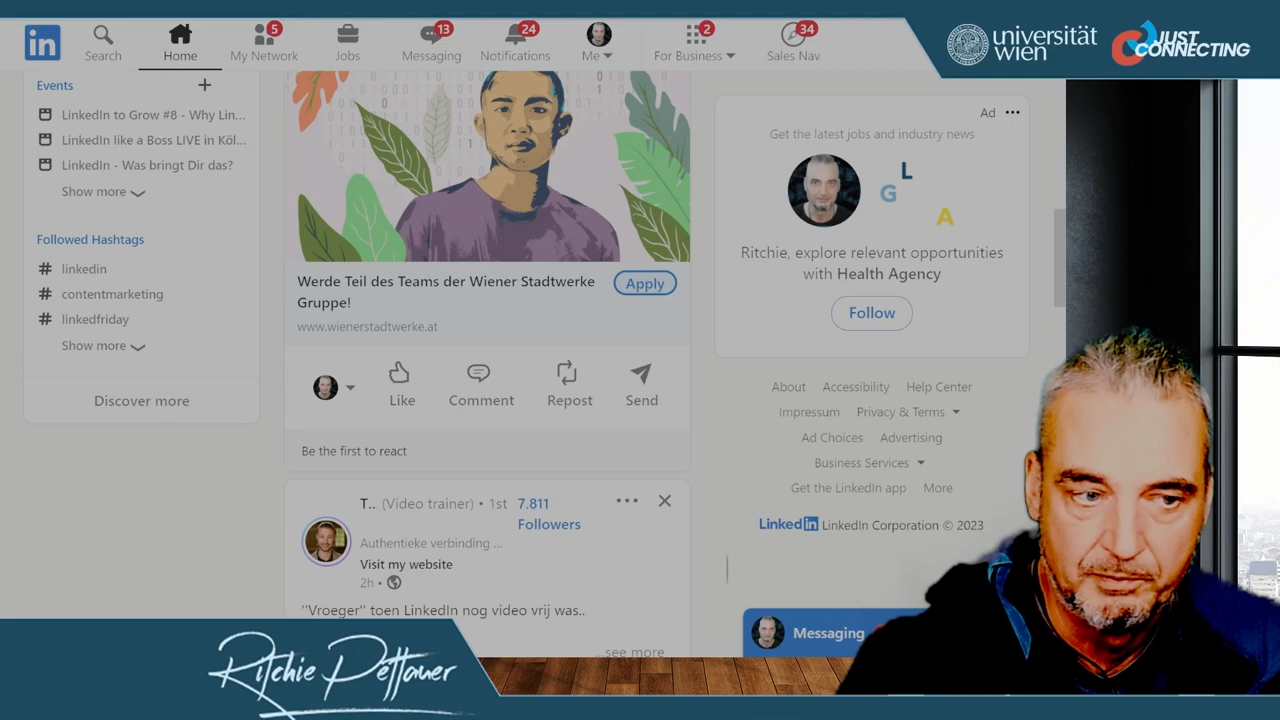 in
Search
Home
5
My Network
Jobs
13
Messaging
24
Notifications
Me
2
For Business
34
Sales Nav
universität
wien
JUST
CONNECTING
Events
LinkedIn to Grow #8 - Why Lin...
LinkedIn like a Boss LIVE in Köl...
LinkedIn - Was bringt Dir das?
Show more
Followed Hashtags
# linkedin
# contentmarketing
# linkedfriday
Show more
Discover more
Werde Teil des Teams der Wiener Stadtwerke
Gruppe!
Apply
www.wienerstadtwerke.at
Like
Comment
Repost
Send
Be the first to react
T.. (Video trainer) • 1st
7.811
Followers
Authentieke verbinding ...
Visit my website
2h •
"Vroeger" toen LinkedIn nog video vrij was..
...see more
Ad
Get the latest jobs and industry news
L
G
A
Ritchie, explore relevant opportunities
with Health Agency
Follow
About Accessibility Help Center
Impressum Privacy & Terms
Ad Choices Advertising
Business Services
Get the LinkedIn app More
LinkedIn LinkedIn Corporation © 2023
Messaging
Ritchie Pettauer